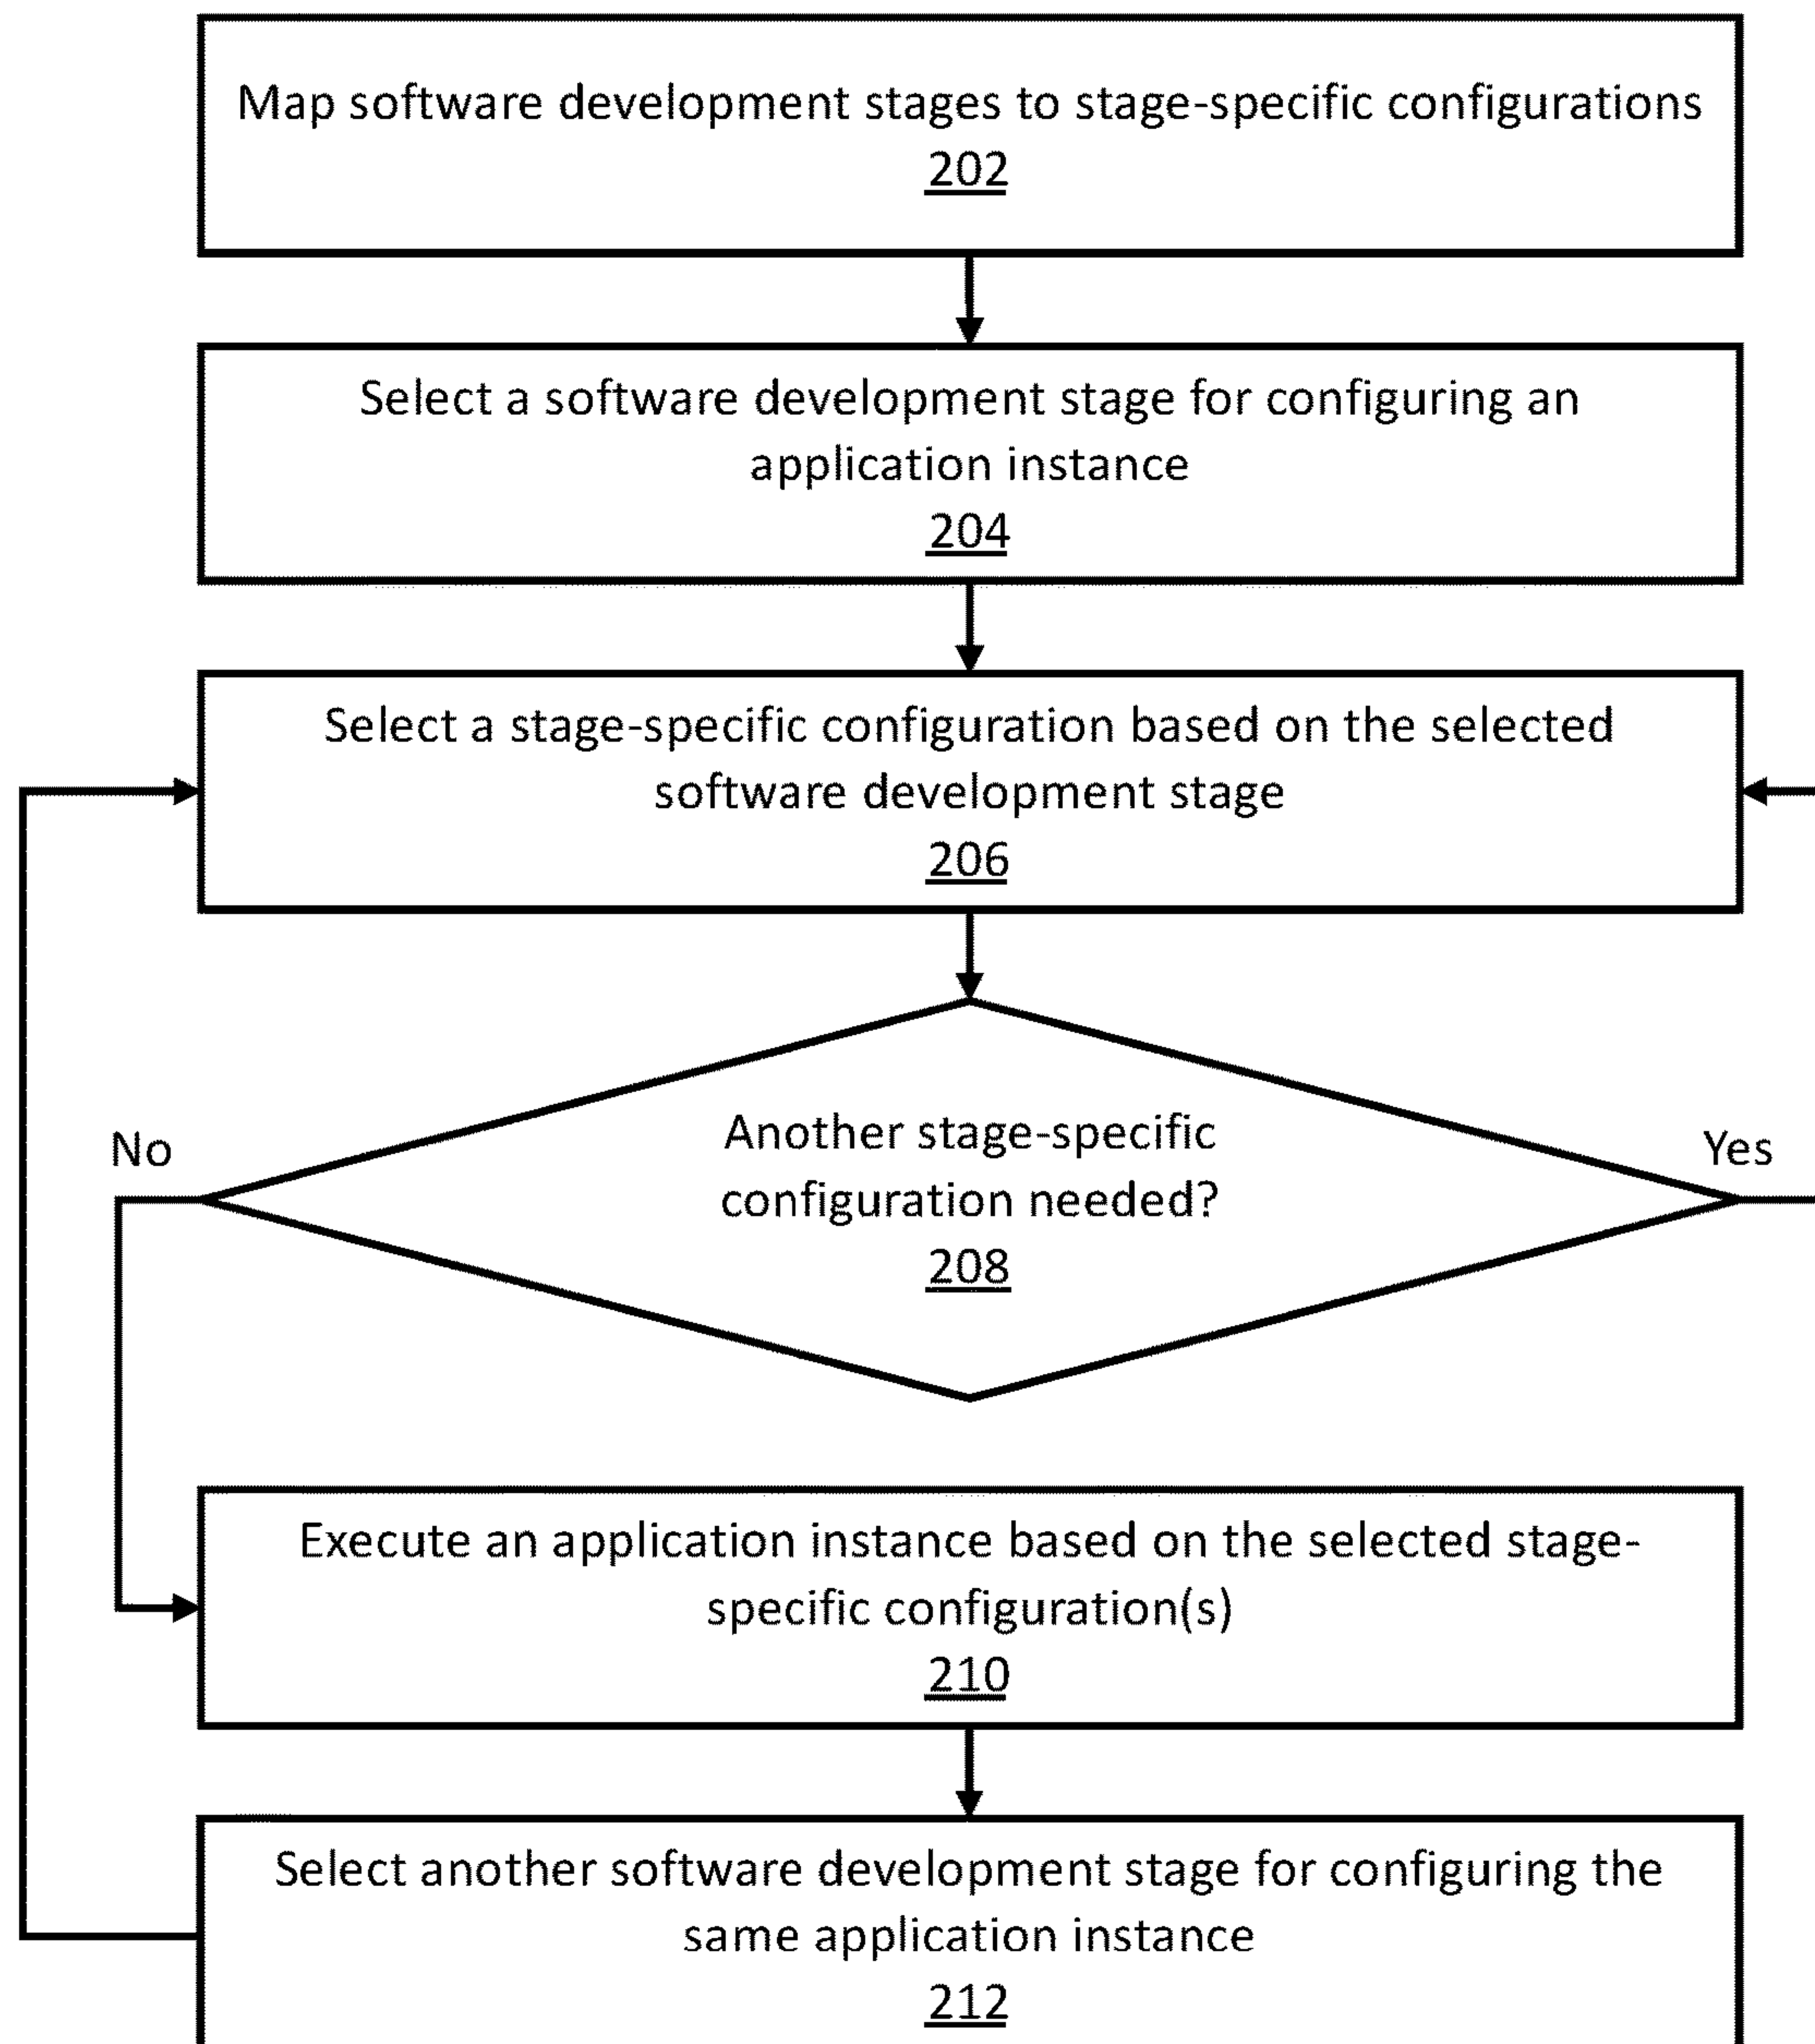 Map software development stages to stage-specific configurations
202
Select a software development stage for configuring an
application instance
204
Select a stage-specific configuration based on the selected
software development stage
206
Another stage-specific
configuration needed?
208
No
Yes
Execute an application instance based on the selected stage-
specific configuration(s)
210
Select another software development stage for configuring the
same application instance
212